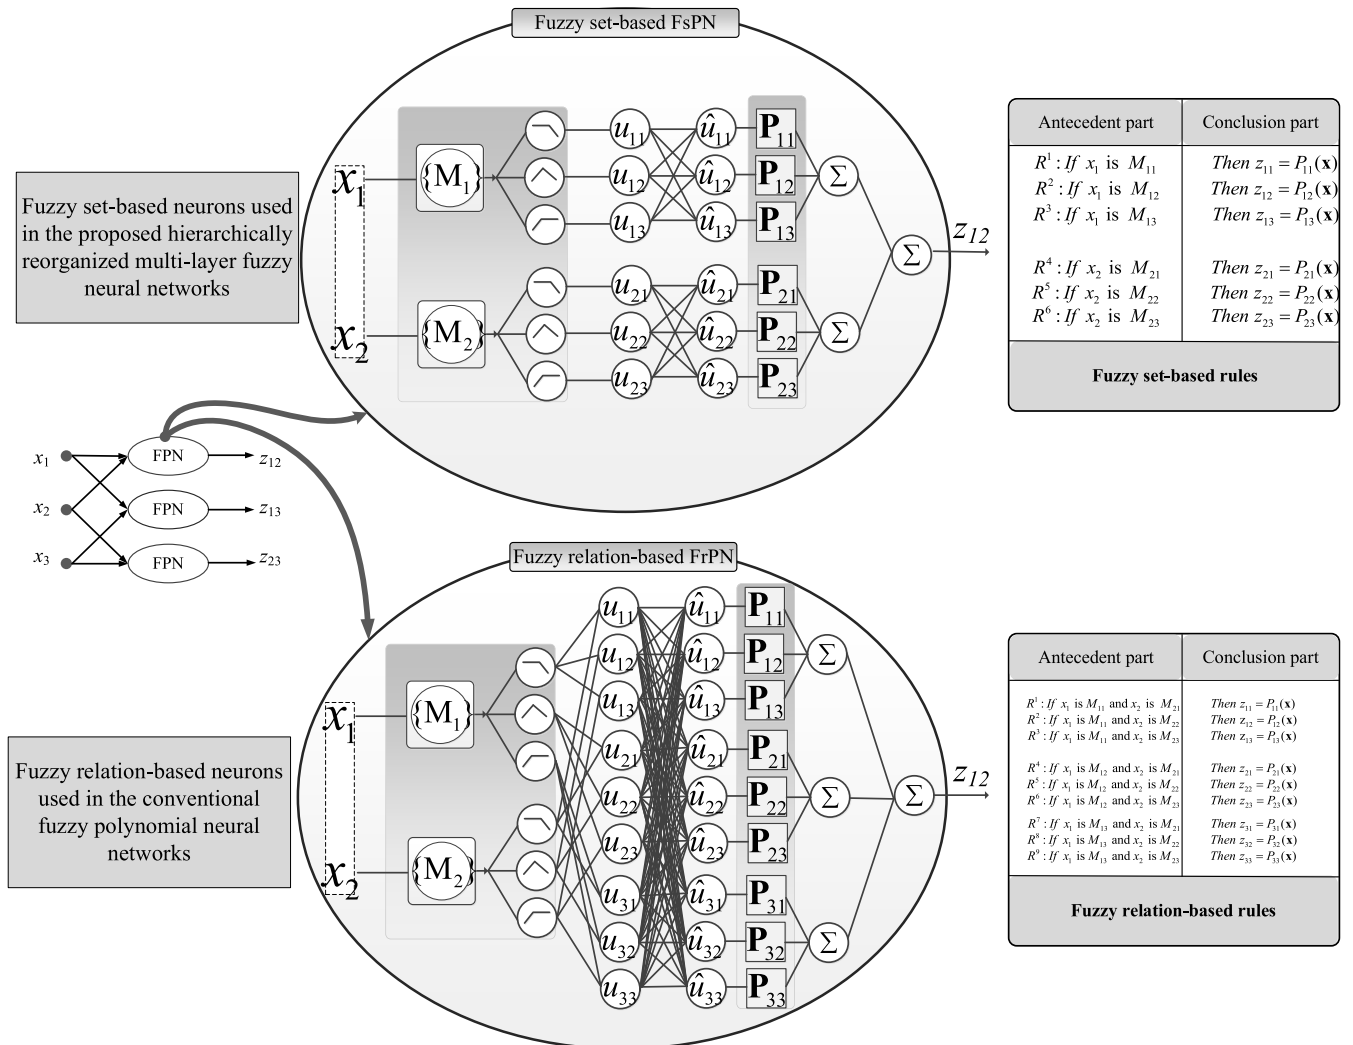 Fuzzy set-based FsPN
Fuzzy set-based neurons used
in the proposed hierarchically
reorganized multi-layer fuzzy
neural networks
x₁
x₂
{M₁}
{M₂}
u₁₁
u₁₂
u₁₃
u₂₁
u₂₂
u₂₃
û₁₁
û₁₂
û₁₃
û₂₁
û₂₂
û₂₃
P₁₁
P₁₂
P₁₃
P₂₁
P₂₂
P₂₃
Σ
Σ
Σ
z₁₂
Antecedent part Conclusion part
R¹ : If x₁ is M₁₁ Then z₁₁ = P₁₁(x)
R² : If x₁ is M₁₂ Then z₁₂ = P₁₂(x)
R³ : If x₁ is M₁₃ Then z₁₃ = P₁₃(x)
R⁴ : If x₂ is M₂₁ Then z₂₁ = P₂₁(x)
R⁵ : If x₂ is M₂₂ Then z₂₂ = P₂₂(x)
R⁶ : If x₂ is M₂₃ Then z₂₃ = P₂₃(x)
Fuzzy set-based rules
x₁ FPN z₁₂
x₂ FPN z₁₃
x₃ FPN z₂₃
Fuzzy relation-based FrPN
Fuzzy relation-based neurons
used in the conventional
fuzzy polynomial neural
networks
x₁
x₂
{M₁}
{M₂}
u₁₁
u₁₂
u₁₃
u₂₁
u₂₂
u₂₃
u₃₁
u₃₂
u₃₃
û₁₁
û₁₂
û₁₃
û₂₁
û₂₂
û₂₃
û₃₁
û₃₂
û₃₃
P₁₁
P₁₂
P₁₃
P₂₁
P₂₂
P₂₃
P₃₁
P₃₂
P₃₃
Σ
Σ
Σ
Σ
z₁₂
Antecedent part Conclusion part
R¹ : If x₁ is M₁₁ and x₂ is M₂₁ Then z₁₁ = P₁₁(x)
R² : If x₁ is M₁₁ and x₂ is M₂₂ Then z₁₂ = P₁₂(x)
R³ : If x₁ is M₁₁ and x₂ is M₂₃ Then z₁₃ = P₁₃(x)
R⁴ : If x₁ is M₁₂ and x₂ is M₂₁ Then z₂₁ = P₂₁(x)
R⁵ : If x₁ is M₁₂ and x₂ is M₂₂ Then z₂₂ = P₂₂(x)
R⁶ : If x₁ is M₁₂ and x₂ is M₂₃ Then z₂₃ = P₂₃(x)
R⁷ : If x₁ is M₁₃ and x₂ is M₂₁ Then z₃₁ = P₃₁(x)
R⁸ : If x₁ is M₁₃ and x₂ is M₂₂ Then z₃₂ = P₃₂(x)
R⁹ : If x₁ is M₁₃ and x₂ is M₂₃ Then z₃₃ = P₃₃(x)
Fuzzy relation-based rules